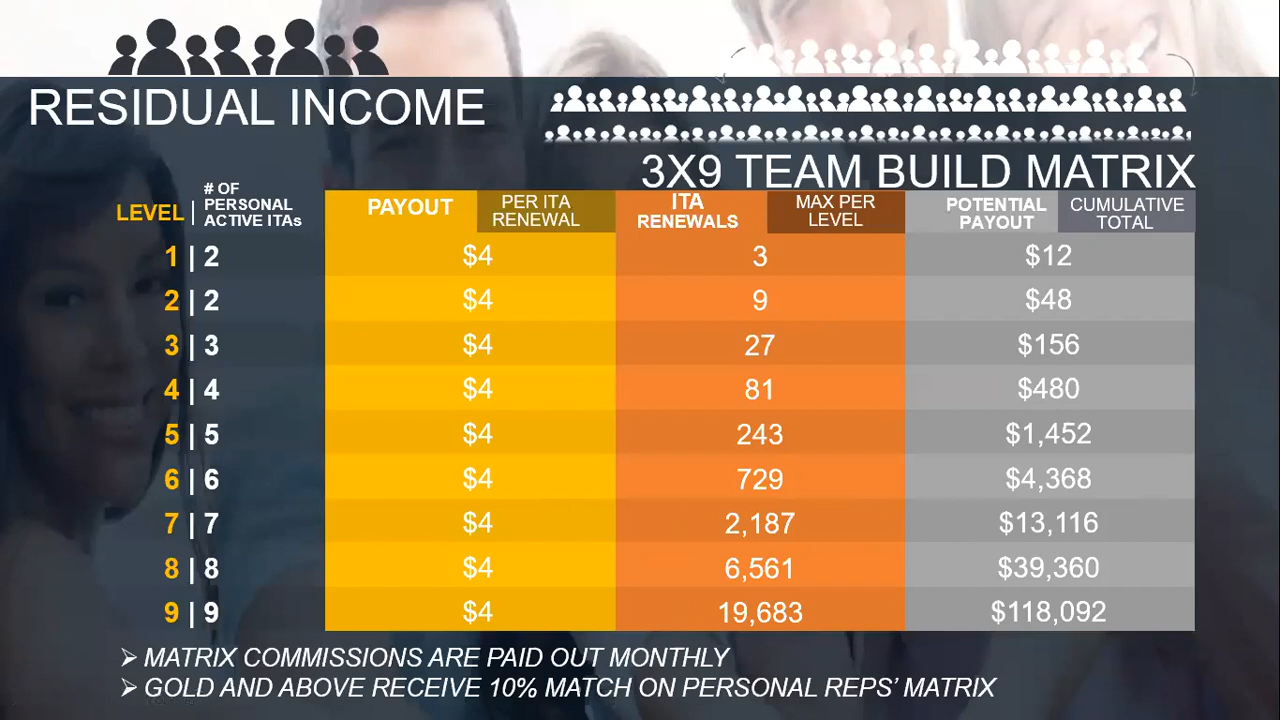 RESIDUAL INCOME
3X9 TEAM BUILD MATRIX
LEVEL | # OF PERSONAL ACTIVE ITAs
PAYOUT PER ITA RENEWAL
ITA RENEWALS MAX PER LEVEL
POTENTIAL PAYOUT CUMULATIVE TOTAL
1 | 2 $4 3 $12
2 | 2 $4 9 $48
3 | 3 $4 27 $156
4 | 4 $4 81 $480
5 | 5 $4 243 $1,452
6 | 6 $4 729 $4,368
7 | 7 $4 2,187 $13,116
8 | 8 $4 6,561 $39,360
9 | 9 $4 19,683 $118,092
➢ MATRIX COMMISSIONS ARE PAID OUT MONTHLY
➢ GOLD AND ABOVE RECEIVE 10% MATCH ON PERSONAL REPS’ MATRIX